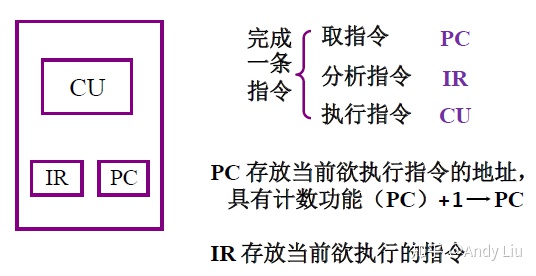 CU
IR
PC
完成
一条
指令
取指令 PC
分析指令 IR
执行指令 CU
PC 存放当前欲执行指令的地址,
具有计数功能（PC）+1→PC
IR 存放当前欲执行的指令
@Andy Liu